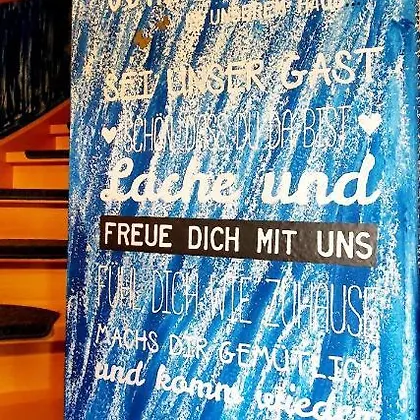 IN UNSEREM HAUS
SEI UNSER GAST
SCHÖN DASS DU DA BIST
Lache und
FREUE DICH MIT UNS
FÜHL DICH WIE ZUHAUSE
MACHS DIR GEMÜTLICH
und komm wieder